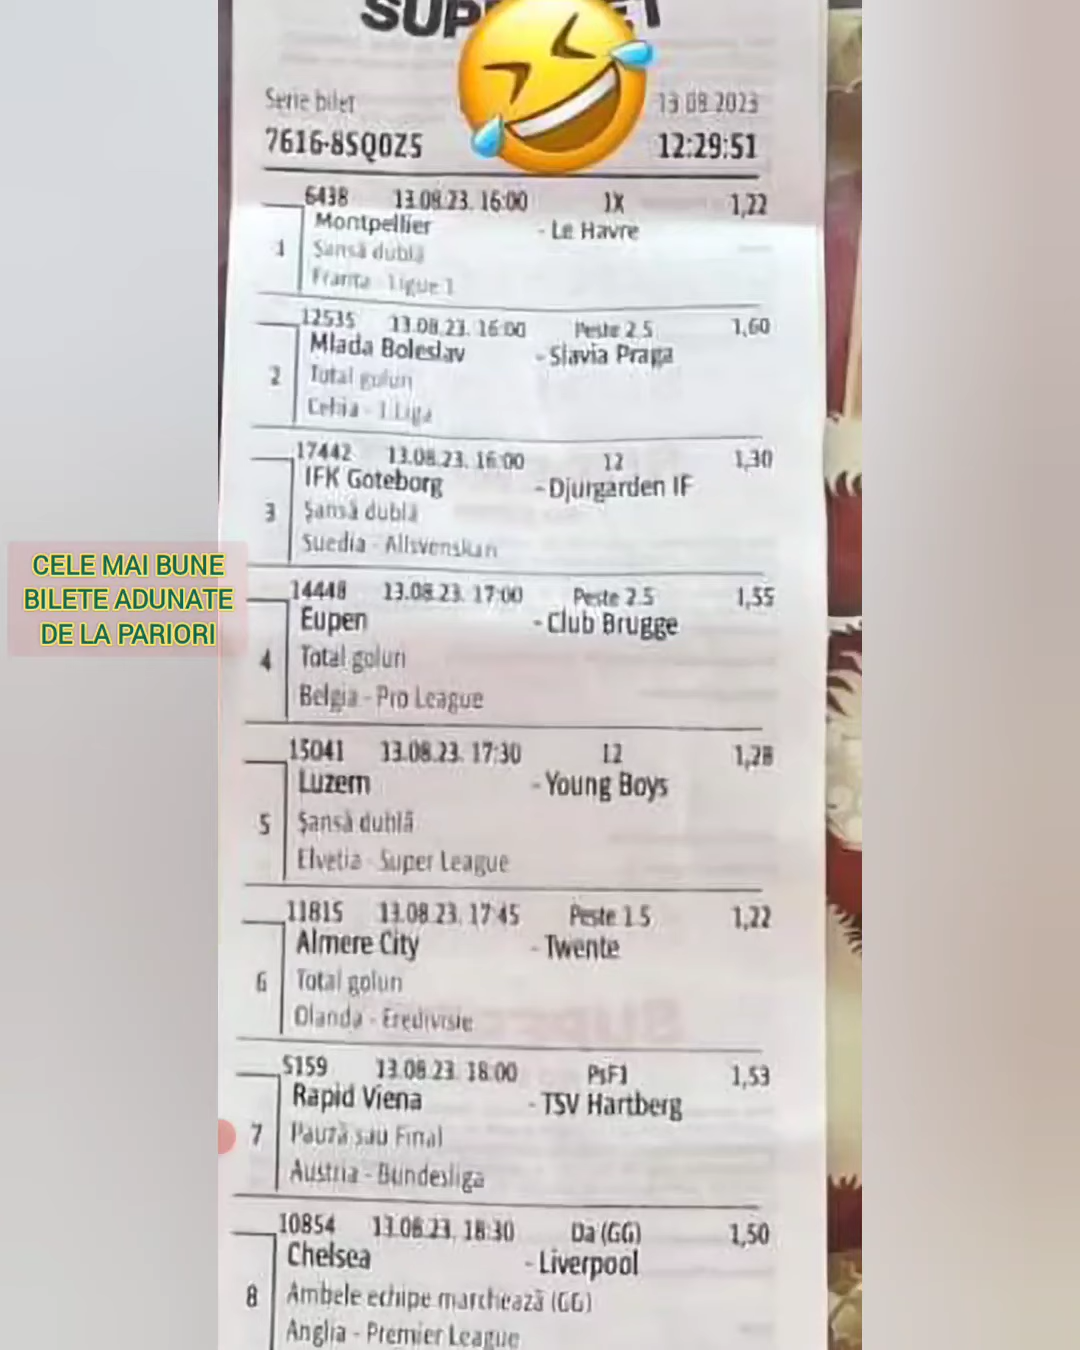 Serie bilet 13.08.2023
7616-8SQ0Z5 12:29:51
6438 13.08.23. 16:00 1X 1,22
Montpellier - Le Havre
1 Şansă dublă
Franta - Ligue 1
12535 13.08.23. 16:00 Peste 2.5 1,60
Mlada Boleslav - Slavia Praga
2 Total goluri
Cehia - 1 Liga
17442 13.08.23. 16:00 12 1,30
IFK Goteborg - Djurgarden IF
3 Şansă dublă
Suedia - Allsvenskan
CELE MAI BUNE
BILETE ADUNATE
DE LA PARIORI
14448 13.08.23. 17:00 Peste 2.5 1,55
Eupen - Club Brugge
4 Total goluri
Belgia - Pro League
15041 13.08.23. 17:30 12 1,28
Luzern - Young Boys
5 Şansă dublă
Elvetia - Super League
11815 13.08.23. 17:45 Peste 1.5 1,22
Almere City - Twente
6 Total goluri
Olanda - Eredivisie
5159 13.08.23. 18:00 PsF1 1,53
Rapid Viena - TSV Hartberg
7 Pauză sau Final
Austria - Bundesliga
10854 13.08.23. 18:30 Da (GG) 1,50
Chelsea - Liverpool
8 Ambele echipe marchează (GG)
Anglia - Premier League